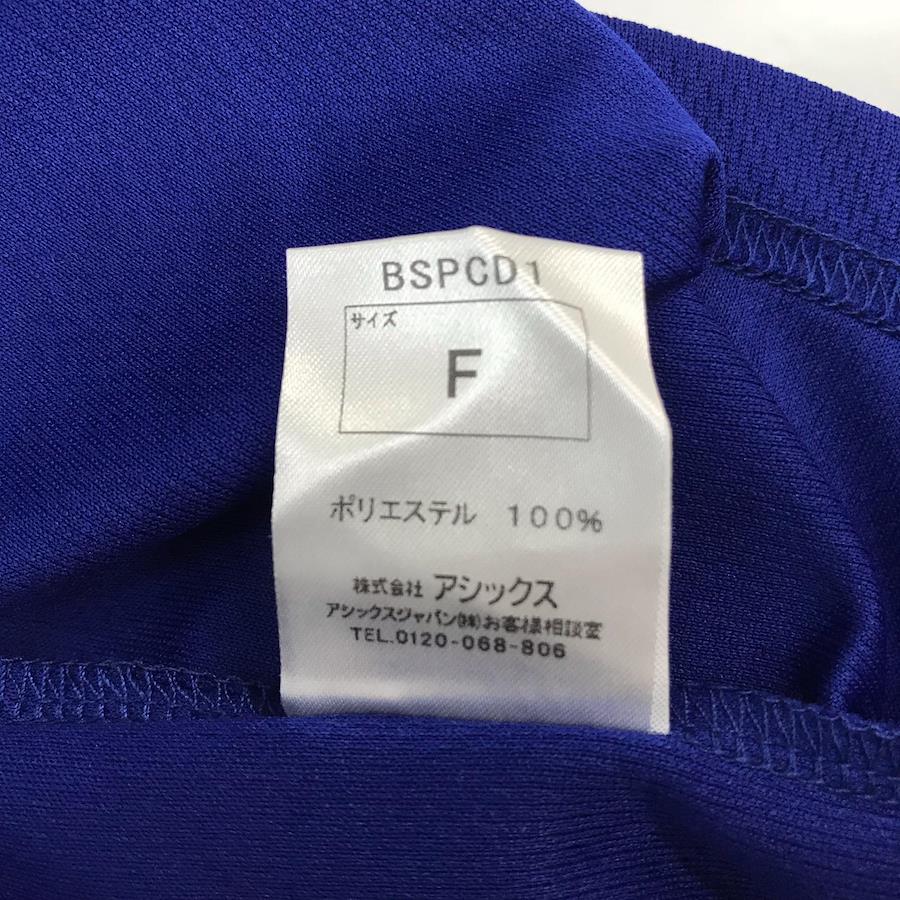 BSPCD1
サイズ
F
ポリエステル 100%
株式会社 アシックス
アシックスジャパン㈱お客様相談室
TEL.0120-068-806